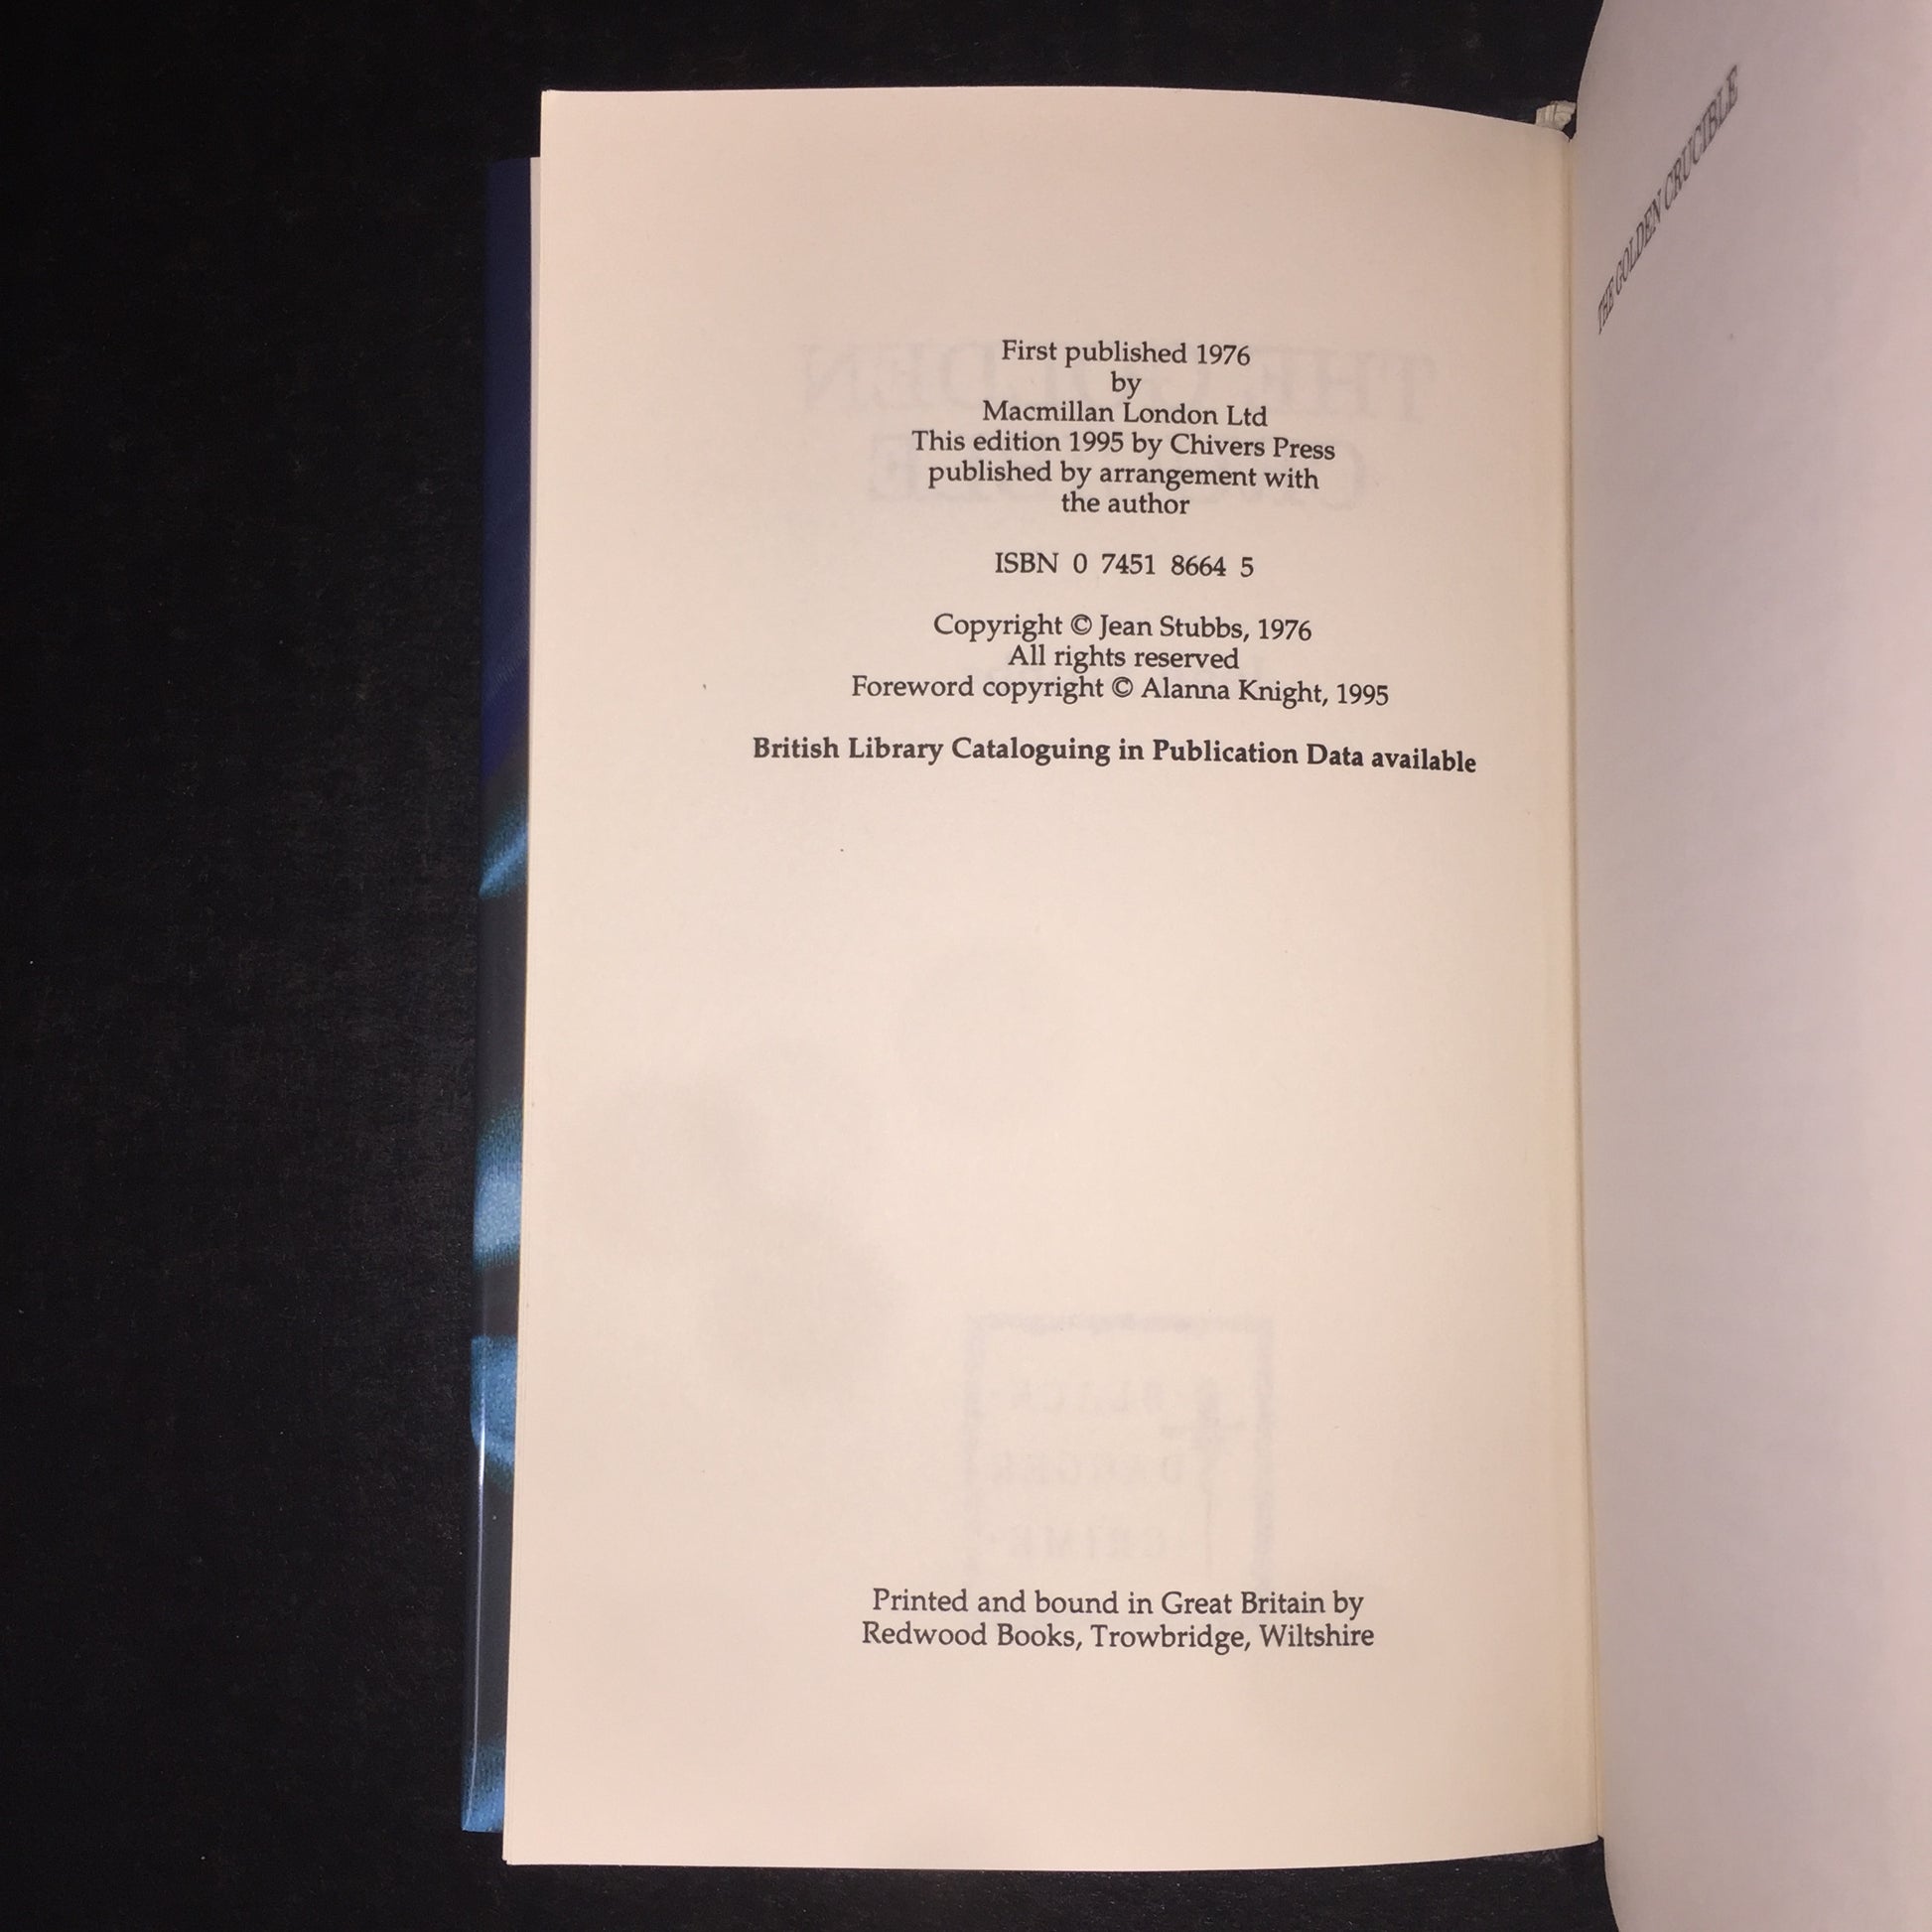 First published 1976
by
Macmillan London Ltd
This edition 1995 by Chivers Press
published by arrangement with
the author
ISBN 0 7451 8664 5
Copyright © Jean Stubbs, 1976
All rights reserved
Foreword copyright © Alanna Knight, 1995
British Library Cataloguing in Publication Data available
Printed and bound in Great Britain by
Redwood Books, Trowbridge, Wiltshire
THE GOLDEN CRUCIBLE